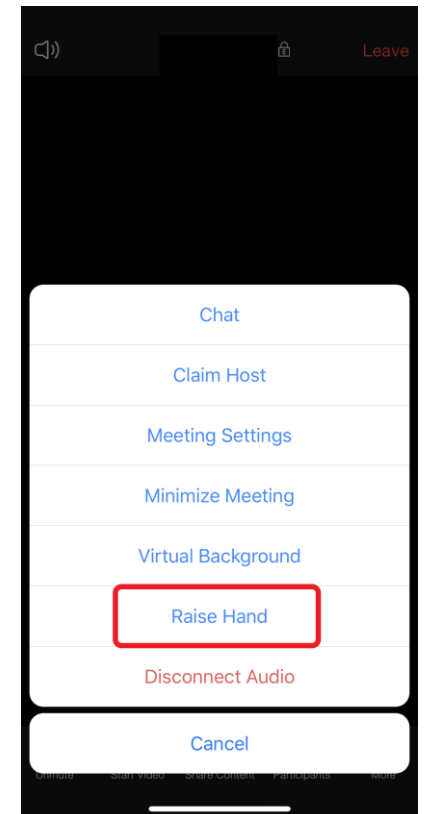 Leave
Chat
Claim Host
Meeting Settings
Minimize Meeting
Virtual Background
Raise Hand
Disconnect Audio
Cancel
Unmute Start Video Share Content Participants More